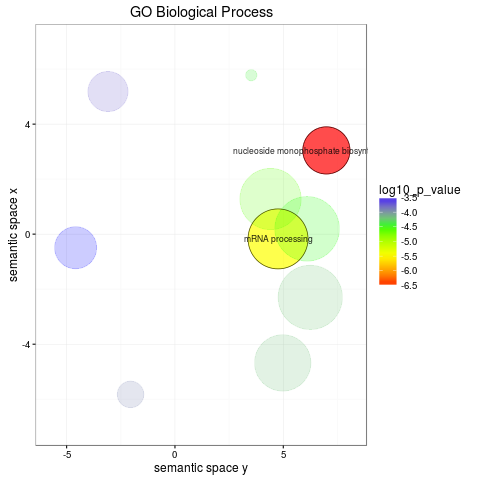 GO Biological Process
nucleoside monophosphate biosynt
mRNA processing
4
0
-4
semantic space x
-5
0
5
semantic space y
log10_p_value
-3.5
-4.0
-4.5
-5.0
-5.5
-6.0
-6.5